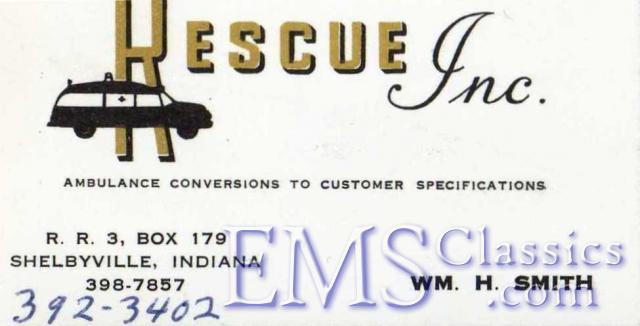 RESCUE Inc.
AMBULANCE CONVERSIONS TO CUSTOMER SPECIFICATIONS
R. R. 3, BOX 179
SHELBYVILLE, INDIANA
398-7857
392-3402
WM. H. SMITH
EMSClassics.com